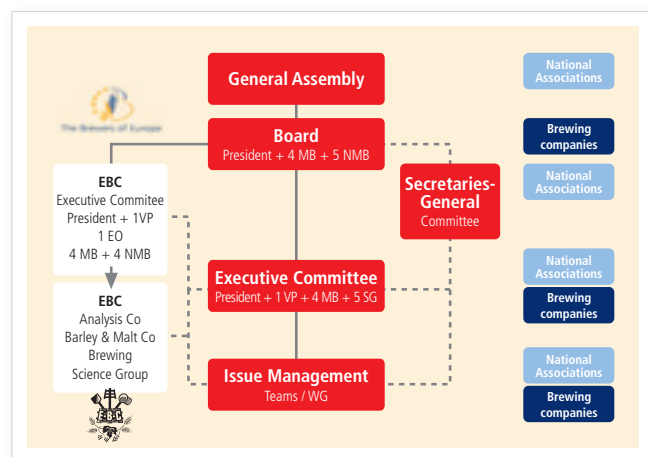 General Assembly
National
Associations
The Brewers of Europe
Board
President + 4 MB + 5 NMB
Brewing
companies
EBC
Executive Commitee
President + 1VP
1 EO
4 MB + 4 NMB
Secretaries-
General
Committee
National
Associations
Executive Committee
President + 1 VP + 4 MB + 5 SG
National
Associations
Brewing
companies
EBC
Analysis Co
Barley & Malt Co
Brewing
Science Group
Issue Management
Teams / WG
National
Associations
Brewing
companies
E·B·C